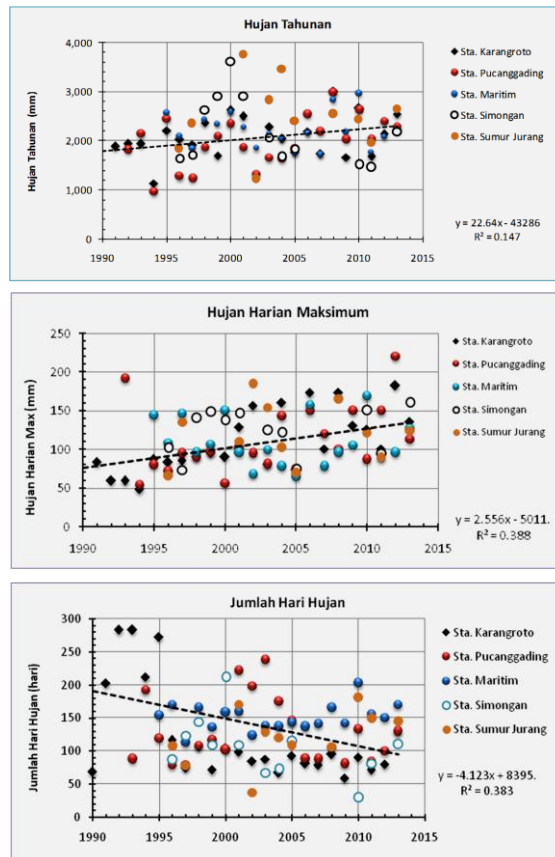 Hujan Tahunan
4,000
3,000
2,000
1,000
0
Hujan Tahunan (mm)
1990 1995 2000 2005 2010 2015
Sta. Karangroto
Sta. Pucanggading
Sta. Maritim
Sta. Simongan
Sta. Sumur Jurang
y = 22.64x - 43286
R² = 0.147
Hujan Harian Maksimum
250
200
150
100
50
0
Hujan Harian Max (mm)
1990 1995 2000 2005 2010 2015
Sta. Karangroto
Sta. Pucanggading
Sta. Maritim
Sta. Simongan
Sta. Sumur Jurang
y = 2.556x - 5011.
R² = 0.388
Jumlah Hari Hujan
300
250
200
150
100
50
0
Jumlah Hari Hujan (hari)
1990 1995 2000 2005 2010 2015
Sta. Karangroto
Sta. Pucanggading
Sta. Maritim
Sta. Simongan
Sta. Sumur Jurang
y = -4.123x + 8395.
R² = 0.383